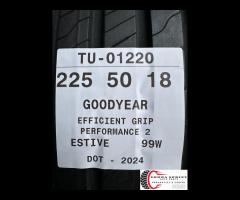 TU-01220
225 50 18
GOODYEAR
EFFICIENT GRIP
PERFORMANCE 2
ESTIVE 99W
DOT - 2024